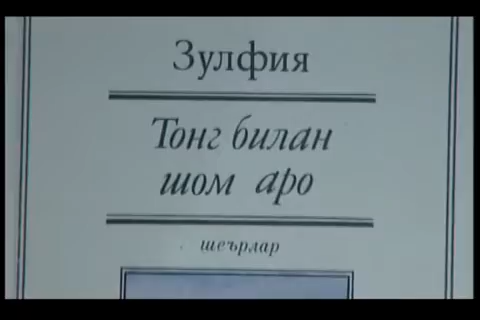 Зулфия
Тонг билан
шом аро
шеърлар